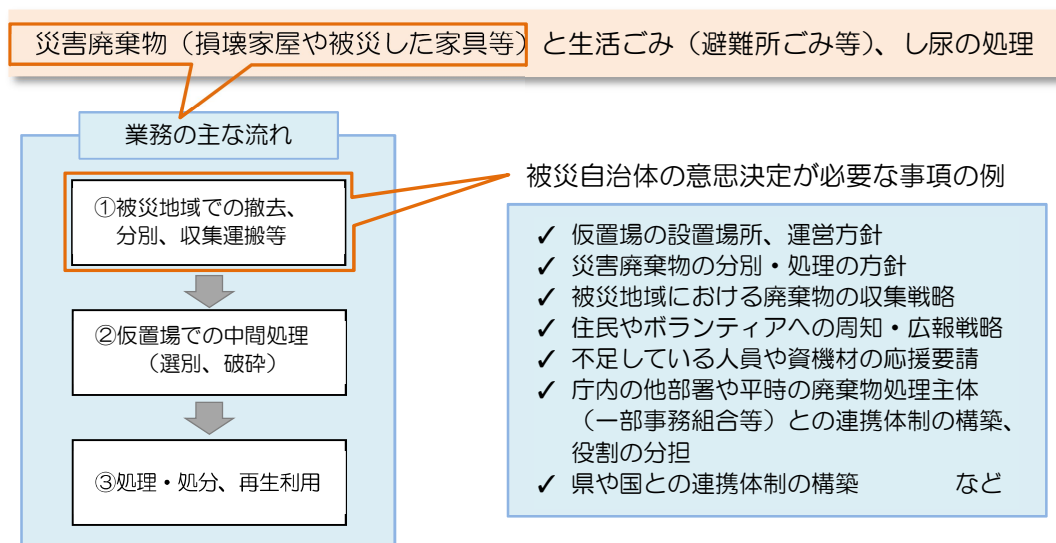 災害廃棄物（損壊家屋や被災した家具等）と生活ごみ（避難所ごみ等）、し尿の処理
業務の主な流れ
①被災地域での撤去、
分別、収集運搬等
②仮置場での中間処理
（選別、破砕）
③処理・処分、再生利用
被災自治体の意思決定が必要な事項の例
✓ 仮置場の設置場所、運営方針
✓ 災害廃棄物の分別・処理の方針
✓ 被災地域における廃棄物の収集戦略
✓ 住民やボランティアへの周知・広報戦略
✓ 不足している人員や資機材の応援要請
✓ 庁内の他部署や平時の廃棄物処理主体
（一部事務組合等）との連携体制の構築、
役割の分担
✓ 県や国との連携体制の構築　　　など